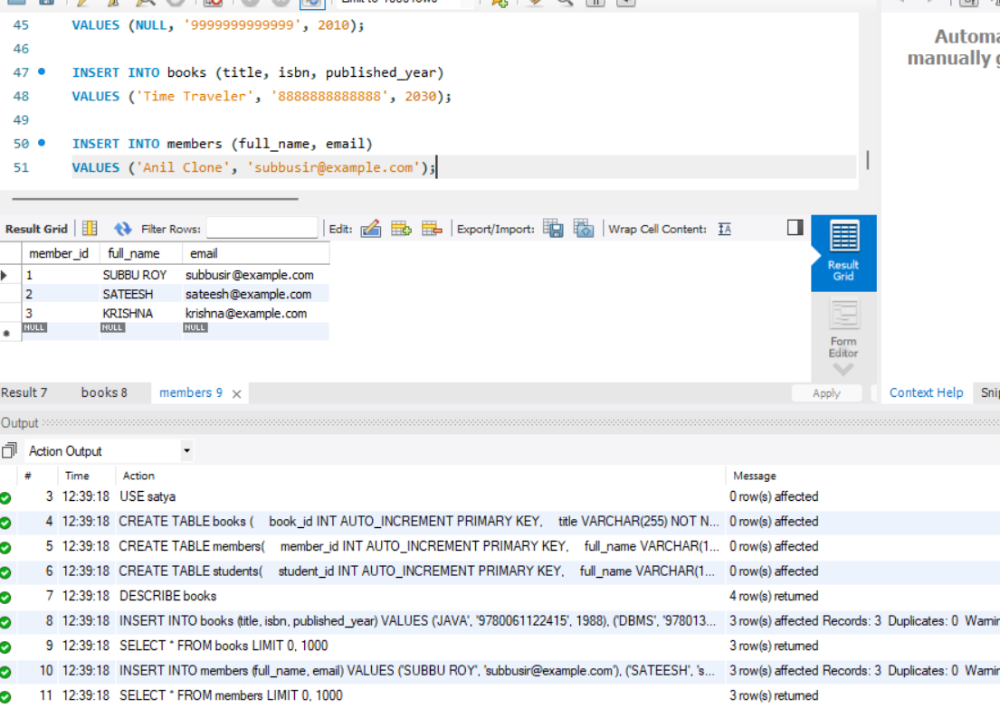 Limit to 1000 rows
45 VALUES (NULL, '9999999999999', 2010);
46
47 INSERT INTO books (title, isbn, published_year)
48 VALUES ('Time Traveler', '8888888888888', 2030);
49
50 INSERT INTO members (full_name, email)
51 VALUES ('Anil Clone', 'subbusir@example.com');
Automa
manually g
Result Grid Filter Rows: Edit: Export/Import: Wrap Cell Content:
member_id full_name email
1 SUBBU ROY subbusir@example.com
2 SATEESH sateesh@example.com
3 KRISHNA krishna@example.com
NULL NULL NULL
Result
Grid
Form
Editor
Result 7 books 8 members 9 Apply Context Help Snip
Output
Action Output
# Time Action Message
3 12:39:18 USE satya 0 row(s) affected
4 12:39:18 CREATE TABLE books ( book_id INT AUTO_INCREMENT PRIMARY KEY, title VARCHAR(255) NOT N... 0 row(s) affected
5 12:39:18 CREATE TABLE members( member_id INT AUTO_INCREMENT PRIMARY KEY, full_name VARCHAR(1... 0 row(s) affected
6 12:39:18 CREATE TABLE students( student_id INT AUTO_INCREMENT PRIMARY KEY, full_name VARCHAR(1... 0 row(s) affected
7 12:39:18 DESCRIBE books 4 row(s) returned
8 12:39:18 INSERT INTO books (title, isbn, published_year) VALUES ('JAVA', '9780061122415', 1988), ('DBMS', '978013... 3 row(s) affected Records: 3 Duplicates: 0 Warnin
9 12:39:18 SELECT * FROM books LIMIT 0, 1000 3 row(s) returned
10 12:39:18 INSERT INTO members (full_name, email) VALUES ('SUBBU ROY', 'subbusir@example.com'), ('SATEESH', 's... 3 row(s) affected Records: 3 Duplicates: 0 Warnin
11 12:39:18 SELECT * FROM members LIMIT 0, 1000 3 row(s) returned